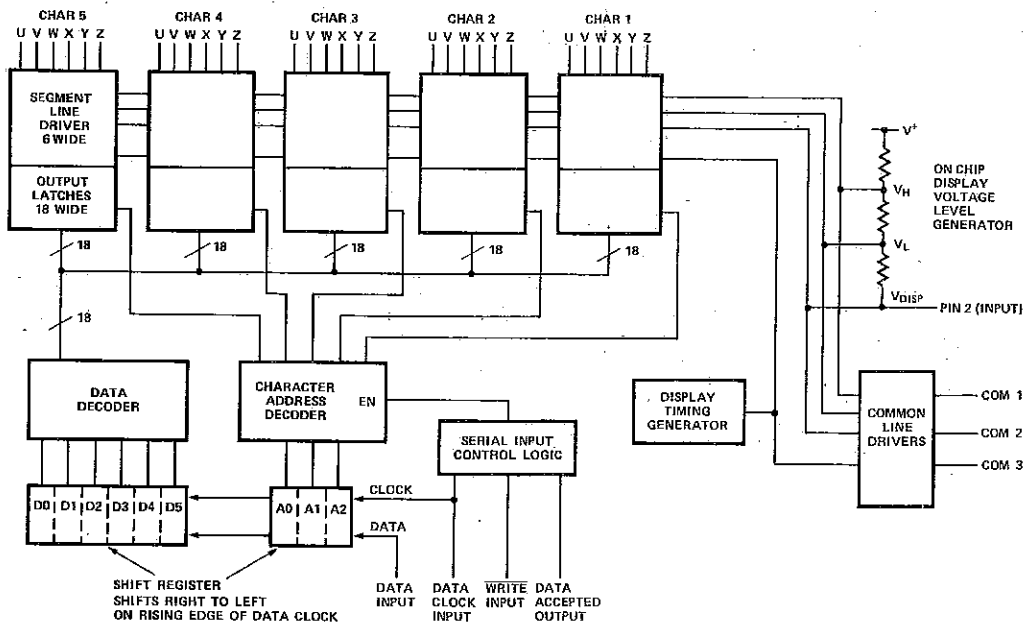 CHAR 5
U V W X Y Z
CHAR 4
U V W X Y Z
CHAR 3
U V W X Y Z
CHAR 2
U V W X Y Z
CHAR 1
U V W X Y Z
SEGMENT
LINE
DRIVER
6 WIDE
OUTPUT
LATCHES
18 WIDE
18
18
18
18
18
18
V+
VH
VL
VDISP
ON CHIP
DISPLAY
VOLTAGE
LEVEL
GENERATOR
PIN 2 (INPUT)
DATA
DECODER
CHARACTER
ADDRESS
DECODER
EN
SERIAL INPUT
CONTROL LOGIC
DISPLAY
TIMING
GENERATOR
COMMON
LINE
DRIVERS
COM 1
COM 2
COM 3
D0 D1 D2 D3 D4 D5
A0 A1 A2
CLOCK
DATA
SHIFT REGISTER
SHIFTS RIGHT TO LEFT
ON RISING EDGE OF DATA CLOCK
DATA
INPUT
DATA
CLOCK
INPUT
WRITE
INPUT
DATA
ACCEPTED
OUTPUT